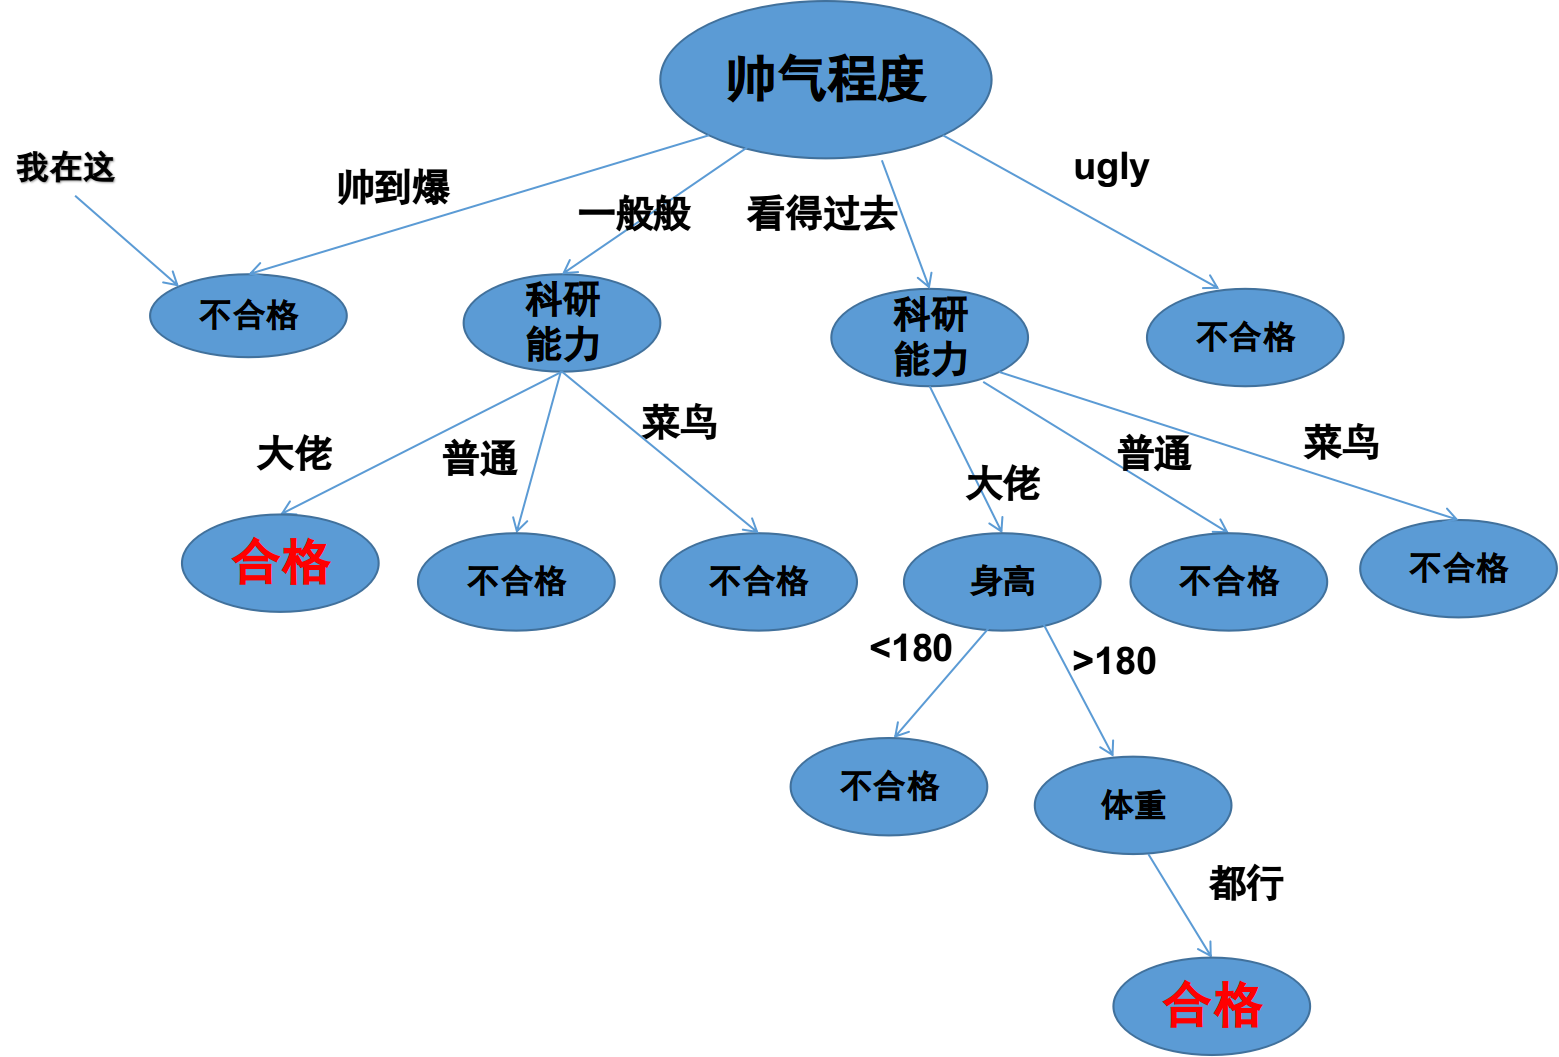 帅气程度
我在这
帅到爆
一般般
看得过去
ugly
不合格
科研
能力
科研
能力
不合格
大佬
普通
菜鸟
大佬
普通
菜鸟
合格
不合格
不合格
身高
不合格
不合格
<180
>180
不合格
体重
都行
合格